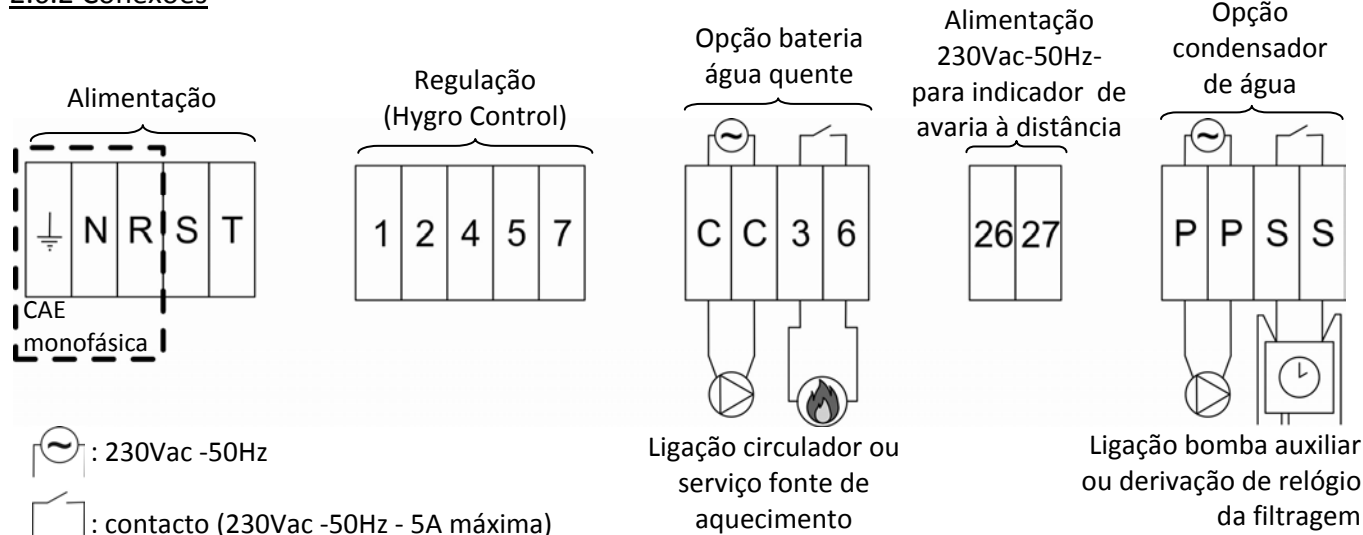 2.6.2 Conexões
Alimentação
Regulação
(Hygro Control)
Opção bateria
água quente
Alimentação
230Vac-50Hz-
para indicador de
avaria à distância
Opção
condensador
de água
N R S T
1 2 4 5 7
C C 3 6
26 27
P P S S
CAE
monofásica
: 230Vac -50Hz
: contacto (230Vac -50Hz - 5A máxima)
Ligação circulador ou
serviço fonte de
aquecimento
Ligação bomba auxiliar
ou derivação de relógio
da filtragem